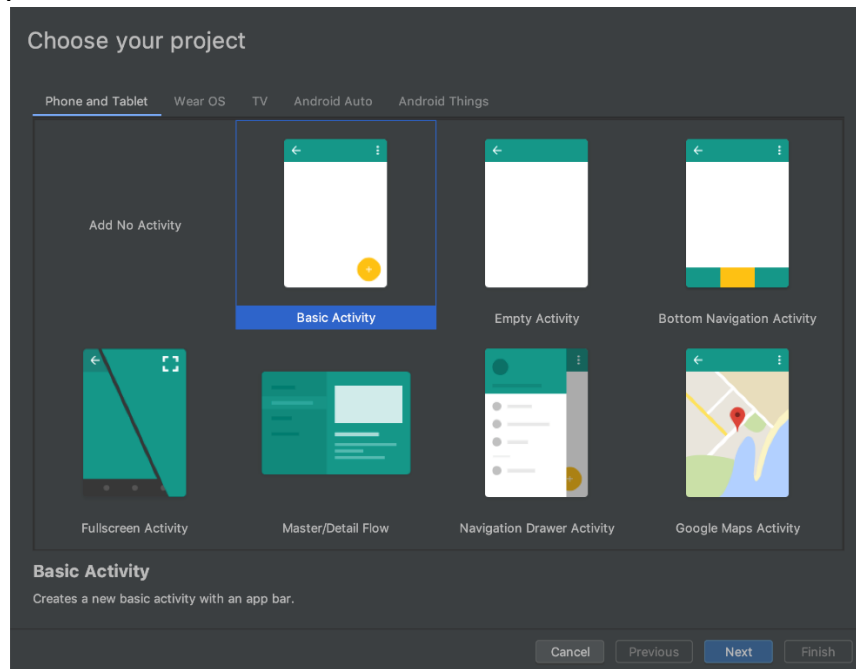 Choose your project
Phone and Tablet Wear OS TV Android Auto Android Things
Add No Activity
Basic Activity
Empty Activity
Bottom Navigation Activity
Fullscreen Activity
Master/Detail Flow
Navigation Drawer Activity
Google Maps Activity
Basic Activity
Creates a new basic activity with an app bar.
Cancel Previous Next Finish